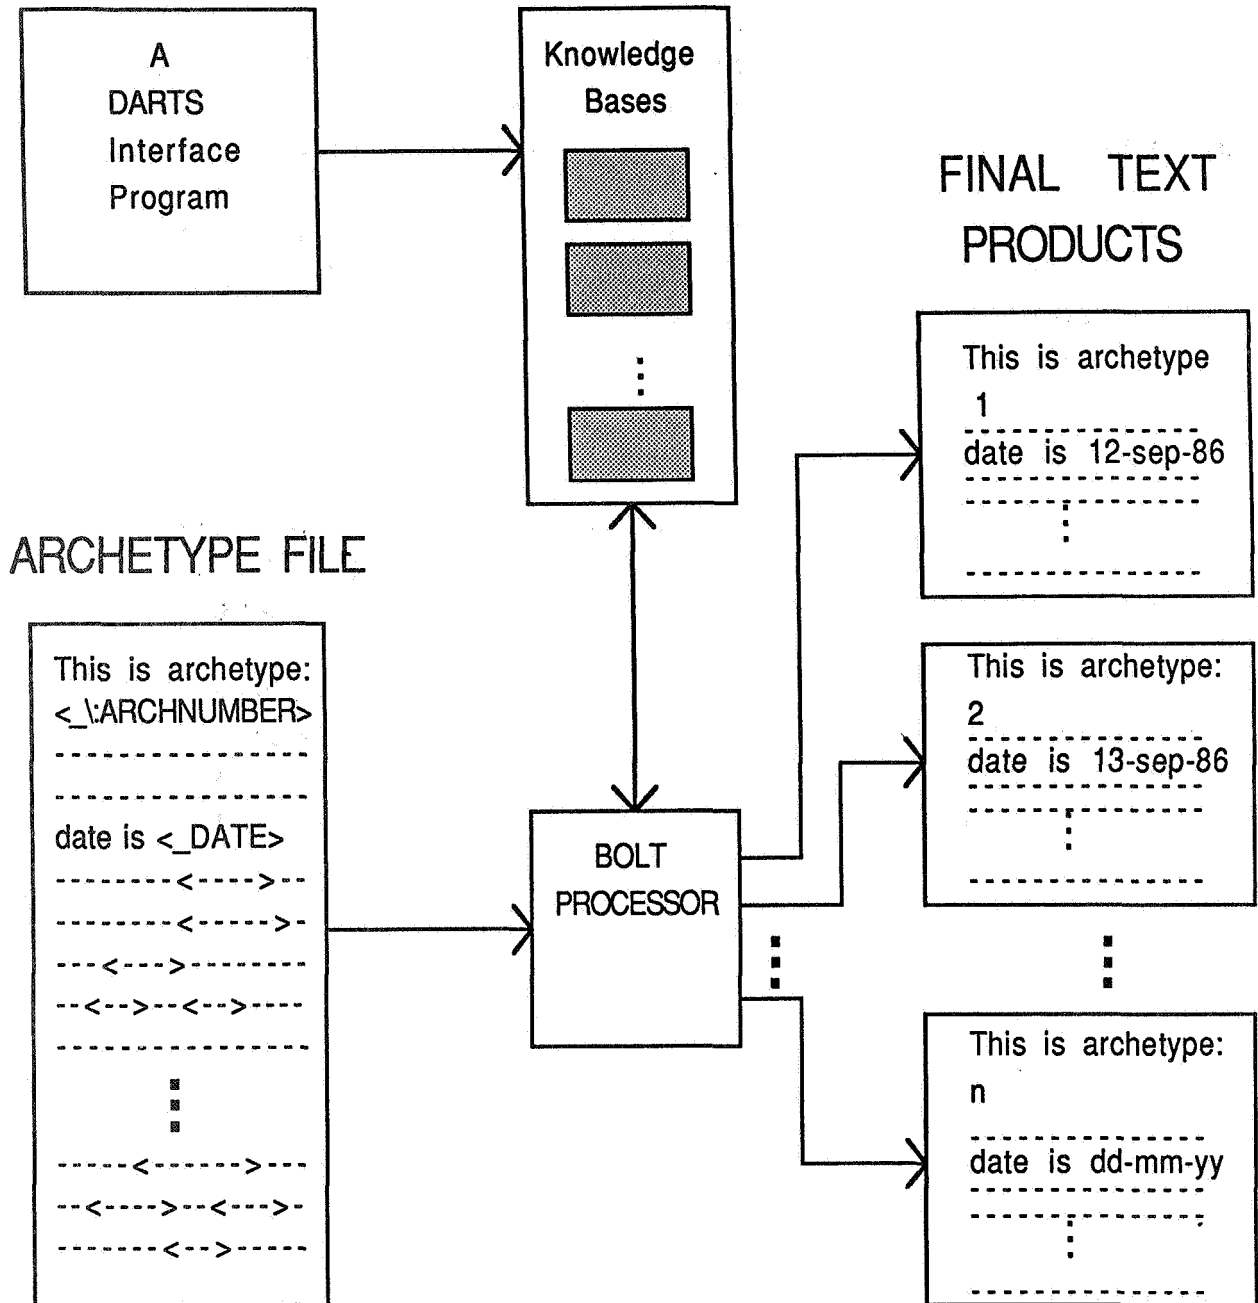 A
DARTS
Interface
Program
Knowledge
Bases
FINAL TEXT
PRODUCTS
This is archetype
1
date is 12-sep-86
ARCHETYPE FILE
This is archetype:
<_\:ARCHNUMBER>
date is <_DATE>
--------<----->--
--------<------>-
---<---->--------
--<--->--<--->----
-----<------->---
--<----->--<---->-
-------<-->-----
BOLT
PROCESSOR
This is archetype:
2
date is 13-sep-86
This is archetype:
n
date is dd-mm-yy